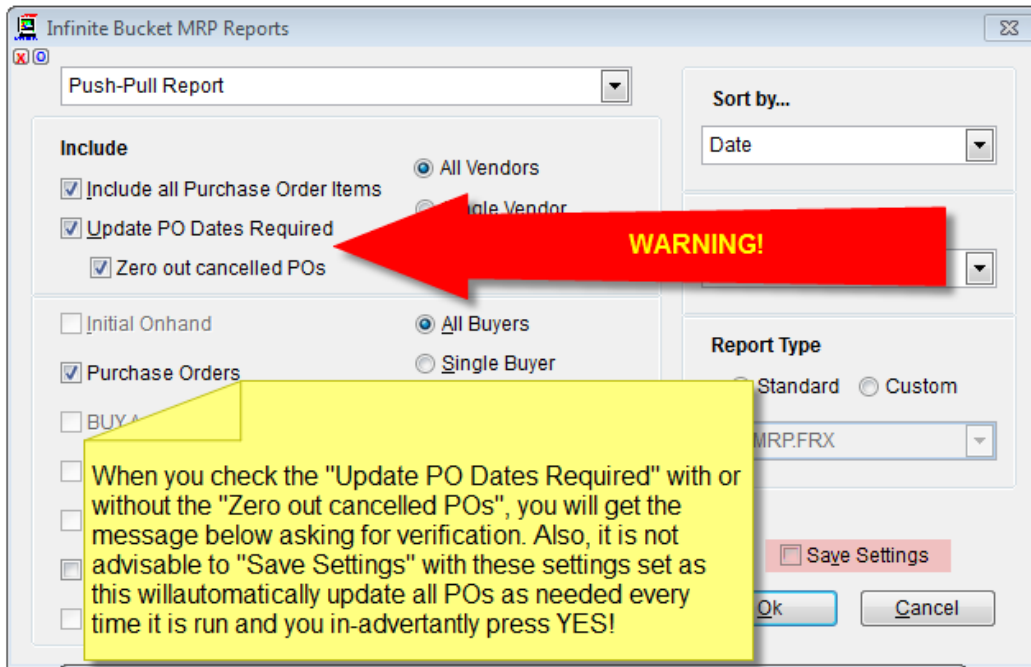 Infinite Bucket MRP Reports
Push-Pull Report
Sort by...
Date
Include
Include all Purchase Order Items
All Vendors
Update PO Dates Required
WARNING!
Zero out cancelled POs
Initial Onhand
All Buyers
Purchase Orders
Single Buyer
Report Type
Standard
Custom
BUY
MRP.FRX
When you check the "Update PO Dates Required" with or
without the "Zero out cancelled POs", you will get the
message below asking for verification. Also, it is not
advisable to "Save Settings" with these settings set as
this willautomatically update all POs as needed every
time it is run and you in-advertantly press YES!
Save Settings
Ok
Cancel